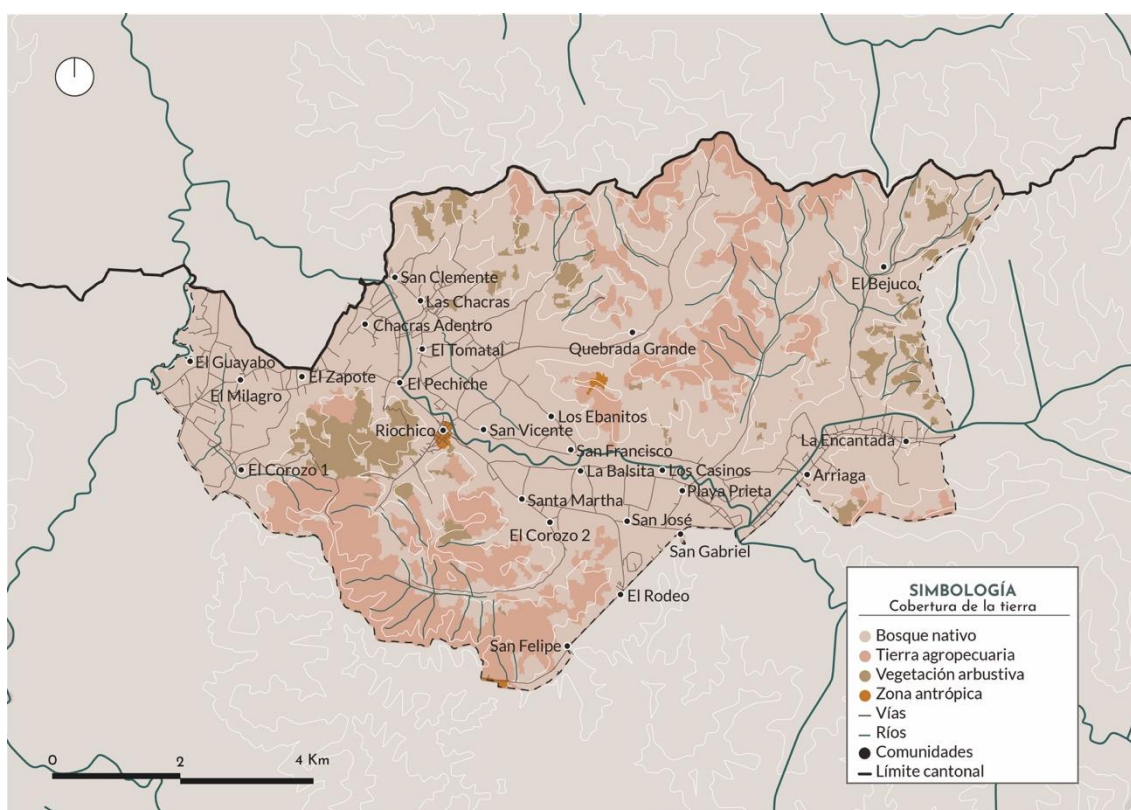 San Clemente
Las Chacras
El Bejuco
Chacras Adentro
Quebrada Grande
El Tomatal
El Guayabo
El Zapote
El Milagro
El Pechiche
Los Ebanitos
Riochico
San Vicente
La Encantada
San Francisco
El Corozo 1
La Balsita
Los Casinos
Arriaga
Playa Prieta
Santa Martha
San José
El Corozo 2
San Gabriel
El Rodeo
San Felipe
SIMBOLOGÍA
Cobertura de la tierra
Bosque nativo
Tierra agropecuaria
Vegetación arbustiva
Zona antrópica
Vías
Ríos
Comunidades
Límite cantonal
0 2 4 Km